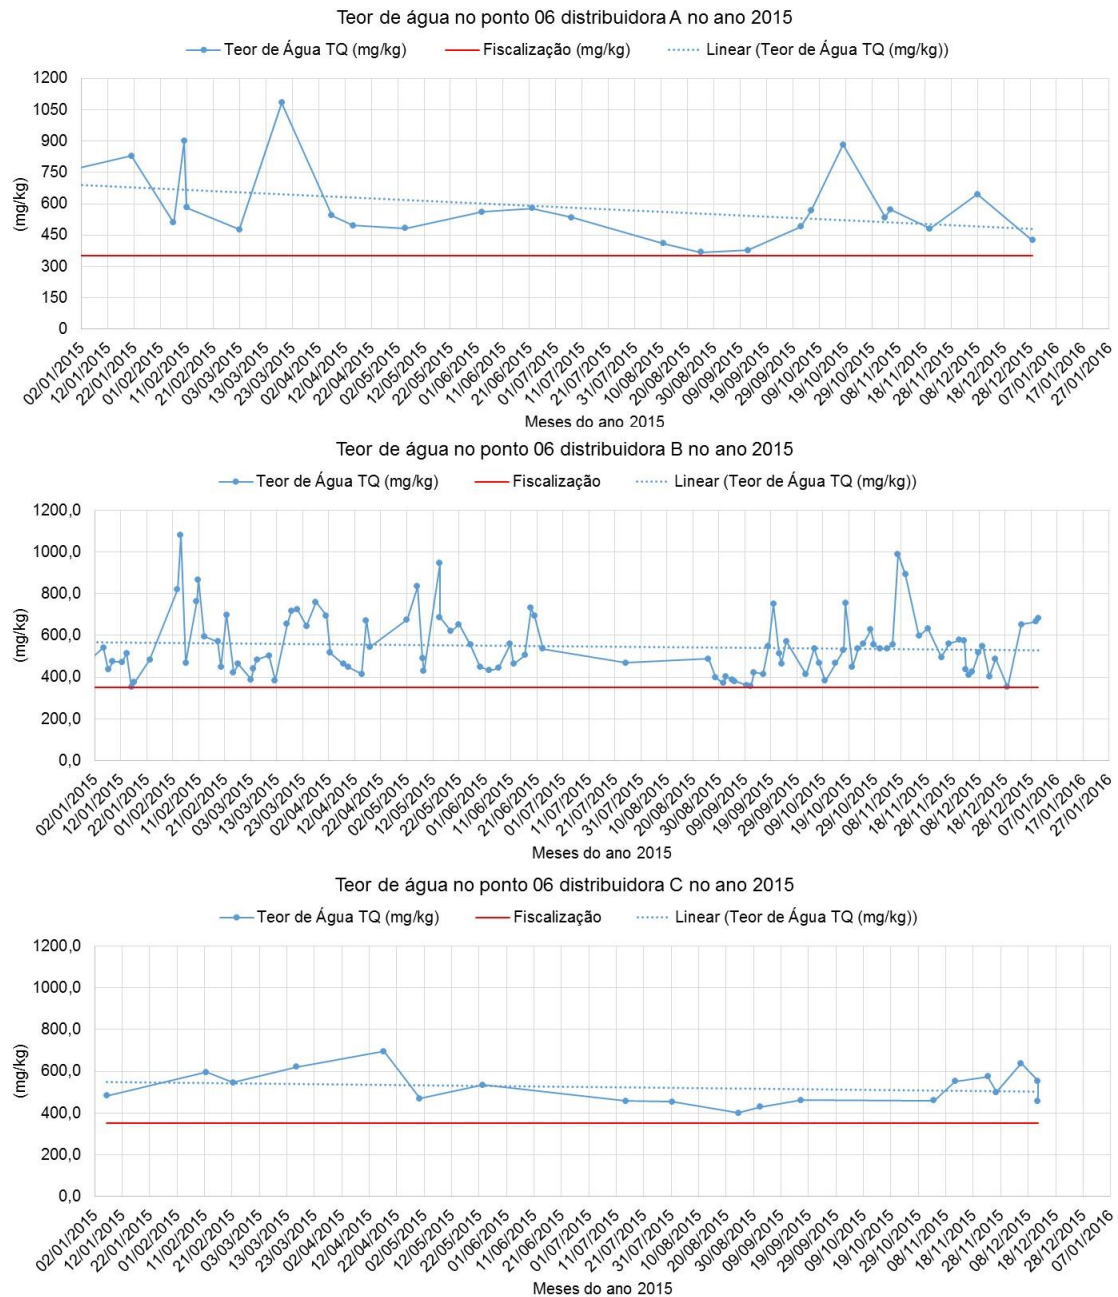 Teor de água no ponto 06 distribuidora A no ano 2015
Teor de Água TQ (mg/kg) Fiscalização (mg/kg) Linear (Teor de Água TQ (mg/kg))
(mg/kg)
1200
1050
900
750
600
450
300
150
0
02/01/2015 12/01/2015 22/01/2015 01/02/2015 11/02/2015 21/02/2015 03/03/2015 13/03/2015 23/03/2015 02/04/2015 12/04/2015 22/04/2015 02/05/2015 12/05/2015 22/05/2015 01/06/2015 11/06/2015 21/06/2015 01/07/2015 11/07/2015 21/07/2015 31/07/2015 10/08/2015 20/08/2015 30/08/2015 09/09/2015 19/09/2015 29/09/2015 09/10/2015 19/10/2015 29/10/2015 08/11/2015 18/11/2015 28/11/2015 08/12/2015 18/12/2015 28/12/2015 07/01/2016 17/01/2016 27/01/2016
Meses do ano 2015
Teor de água no ponto 06 distribuidora B no ano 2015
Teor de Água TQ (mg/kg) Fiscalização Linear (Teor de Água TQ (mg/kg))
(mg/kg)
1200,0
1000,0
800,0
600,0
400,0
200,0
0,0
02/01/2015 12/01/2015 22/01/2015 01/02/2015 11/02/2015 21/02/2015 03/03/2015 13/03/2015 23/03/2015 02/04/2015 12/04/2015 22/04/2015 02/05/2015 12/05/2015 22/05/2015 01/06/2015 11/06/2015 21/06/2015 01/07/2015 11/07/2015 21/07/2015 31/07/2015 10/08/2015 20/08/2015 30/08/2015 09/09/2015 19/09/2015 29/09/2015 09/10/2015 19/10/2015 29/10/2015 08/11/2015 18/11/2015 28/11/2015 08/12/2015 18/12/2015 28/12/2015 07/01/2016 17/01/2016 27/01/2016
Meses do ano 2015
Teor de água no ponto 06 distribuidora C no ano 2015
Teor de Água TQ (mg/kg) Fiscalização Linear (Teor de Água TQ (mg/kg))
(mg/kg)
1200,0
1000,0
800,0
600,0
400,0
200,0
0,0
02/01/2015 12/01/2015 22/01/2015 01/02/2015 11/02/2015 21/02/2015 03/03/2015 13/03/2015 23/03/2015 02/04/2015 12/04/2015 22/04/2015 02/05/2015 12/05/2015 22/05/2015 01/06/2015 11/06/2015 21/06/2015 01/07/2015 11/07/2015 21/07/2015 31/07/2015 10/08/2015 20/08/2015 30/08/2015 09/09/2015 19/09/2015 29/09/2015 09/10/2015 19/10/2015 29/10/2015 08/11/2015 18/11/2015 28/11/2015 08/12/2015 18/12/2015 28/12/2015 07/01/2016
Meses do ano 2015